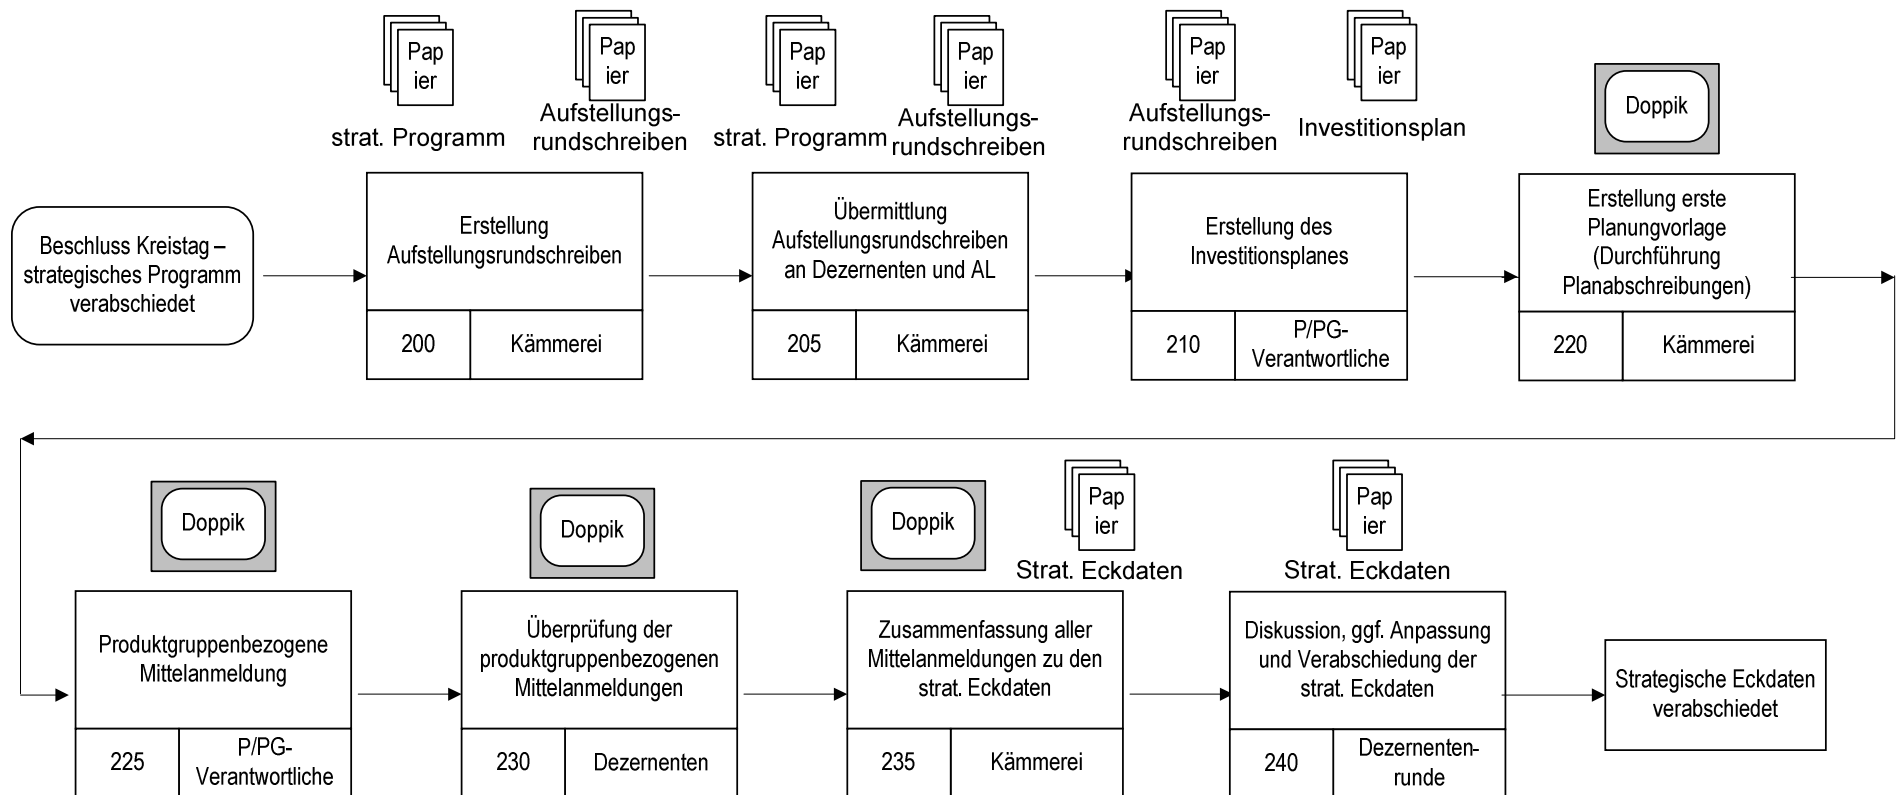 Pap
ier
strat. Programm
Pap
ier
Aufstellungs-
rundschreiben
Pap
ier
strat. Programm
Pap
ier
Aufstellungs-
rundschreiben
Pap
ier
Aufstellungs-
rundschreiben
Pap
ier
Investitionsplan
Doppik
Beschluss Kreistag –
strategisches Programm
verabschiedet
Erstellung
Aufstellungsrundschreiben
200
Kämmerei
Übermittlung
Aufstellungsrundschreiben
an Dezernenten und AL
205
Kämmerei
Erstellung des
Investitionsplanes
210
P/PG-
Verantwortliche
Erstellung erste
Planungvorlage
(Durchführung
Planabschreibungen)
220
Kämmerei
Doppik
Doppik
Doppik
Pap
ier
Strat. Eckdaten
Pap
ier
Strat. Eckdaten
Produktgruppenbezogene
Mittelanmeldung
225
P/PG-
Verantwortliche
Überprüfung der
produktgruppenbezogenen
Mittelanmeldungen
230
Dezernenten
Zusammenfassung aller
Mittelanmeldungen zu den
strat. Eckdaten
235
Kämmerei
Diskussion, ggf. Anpassung
und Verabschiedung der
strat. Eckdaten
240
Dezernenten-
runde
Strategische Eckdaten
verabschiedet